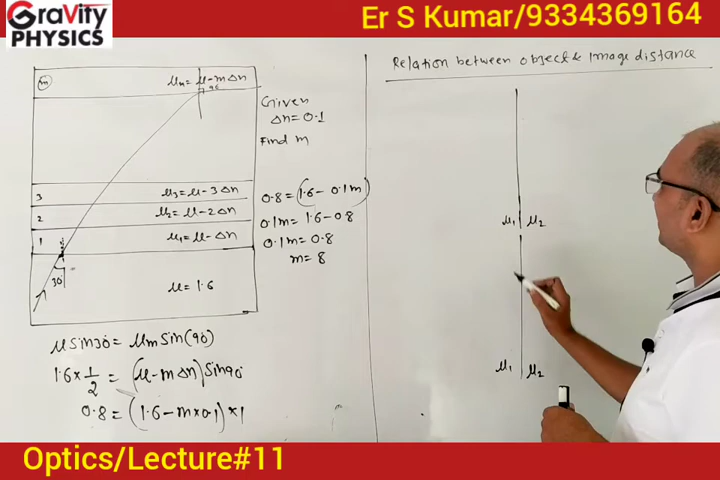 GRavity
PHYSICS
Er S Kumar/9334369164
m μm = μ - mΔn
90
3 μ3 = μ - 3Δn
2 μ2 = μ - 2Δn
1 μ1 = μ - Δn
30
μ = 1.6
μ Sin30 = μm Sin(90)
1.6 × 1/2 = (μ - mΔn) Sin90
0.8 = (1.6 - m × 0.1) × 1
Given
Δn = 0.1
Find m
0.8 = (1.6 - 0.1m)
0.1m = 1.6 - 0.8
0.1m = 0.8
m = 8
Relation between object & image distance
μ1 μ2
μ1 μ2
Optics/Lecture#11